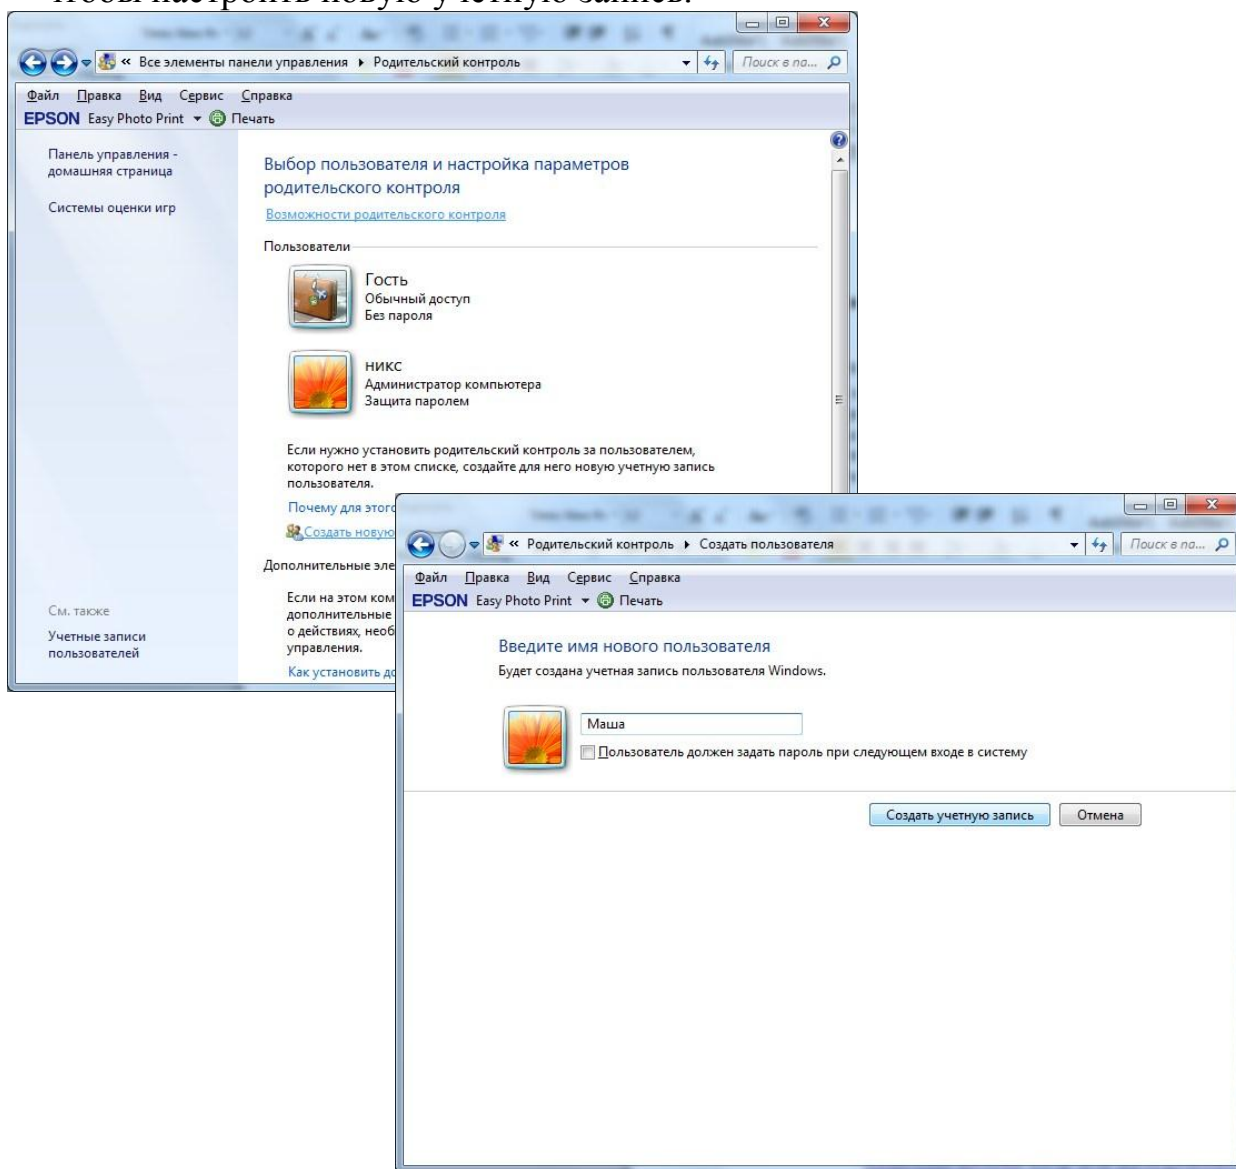 чтобы настроить новую учетную запись.
« Все элементы панели управления ▸ Родительский контроль
Поиск в па...
Файл Правка Вид Сервис Справка
EPSON Easy Photo Print Печать
Панель управления - домашняя страница
Системы оценки игр
Выбор пользователя и настройка параметров
родительского контроля
Возможности родительского контроля
Пользователи
Гость
Обычный доступ
Без пароля
никс
Администратор компьютера
Защита паролем
Если нужно установить родительский контроль за пользователем,
которого нет в этом списке, создайте для него новую учетную запись
пользователя.
Почему для этого
Создать новую
Дополнительные эле
Если на этом ком
дополнительные
о действиях, необ
управления.
Как установить до
См. также
Учетные записи
пользователей
« Родительский контроль ▸ Создать пользователя
Поиск в па...
Файл Правка Вид Сервис Справка
EPSON Easy Photo Print Печать
Введите имя нового пользователя
Будет создана учетная запись пользователя Windows.
Маша
Пользователь должен задать пароль при следующем входе в систему
Создать учетную запись
Отмена